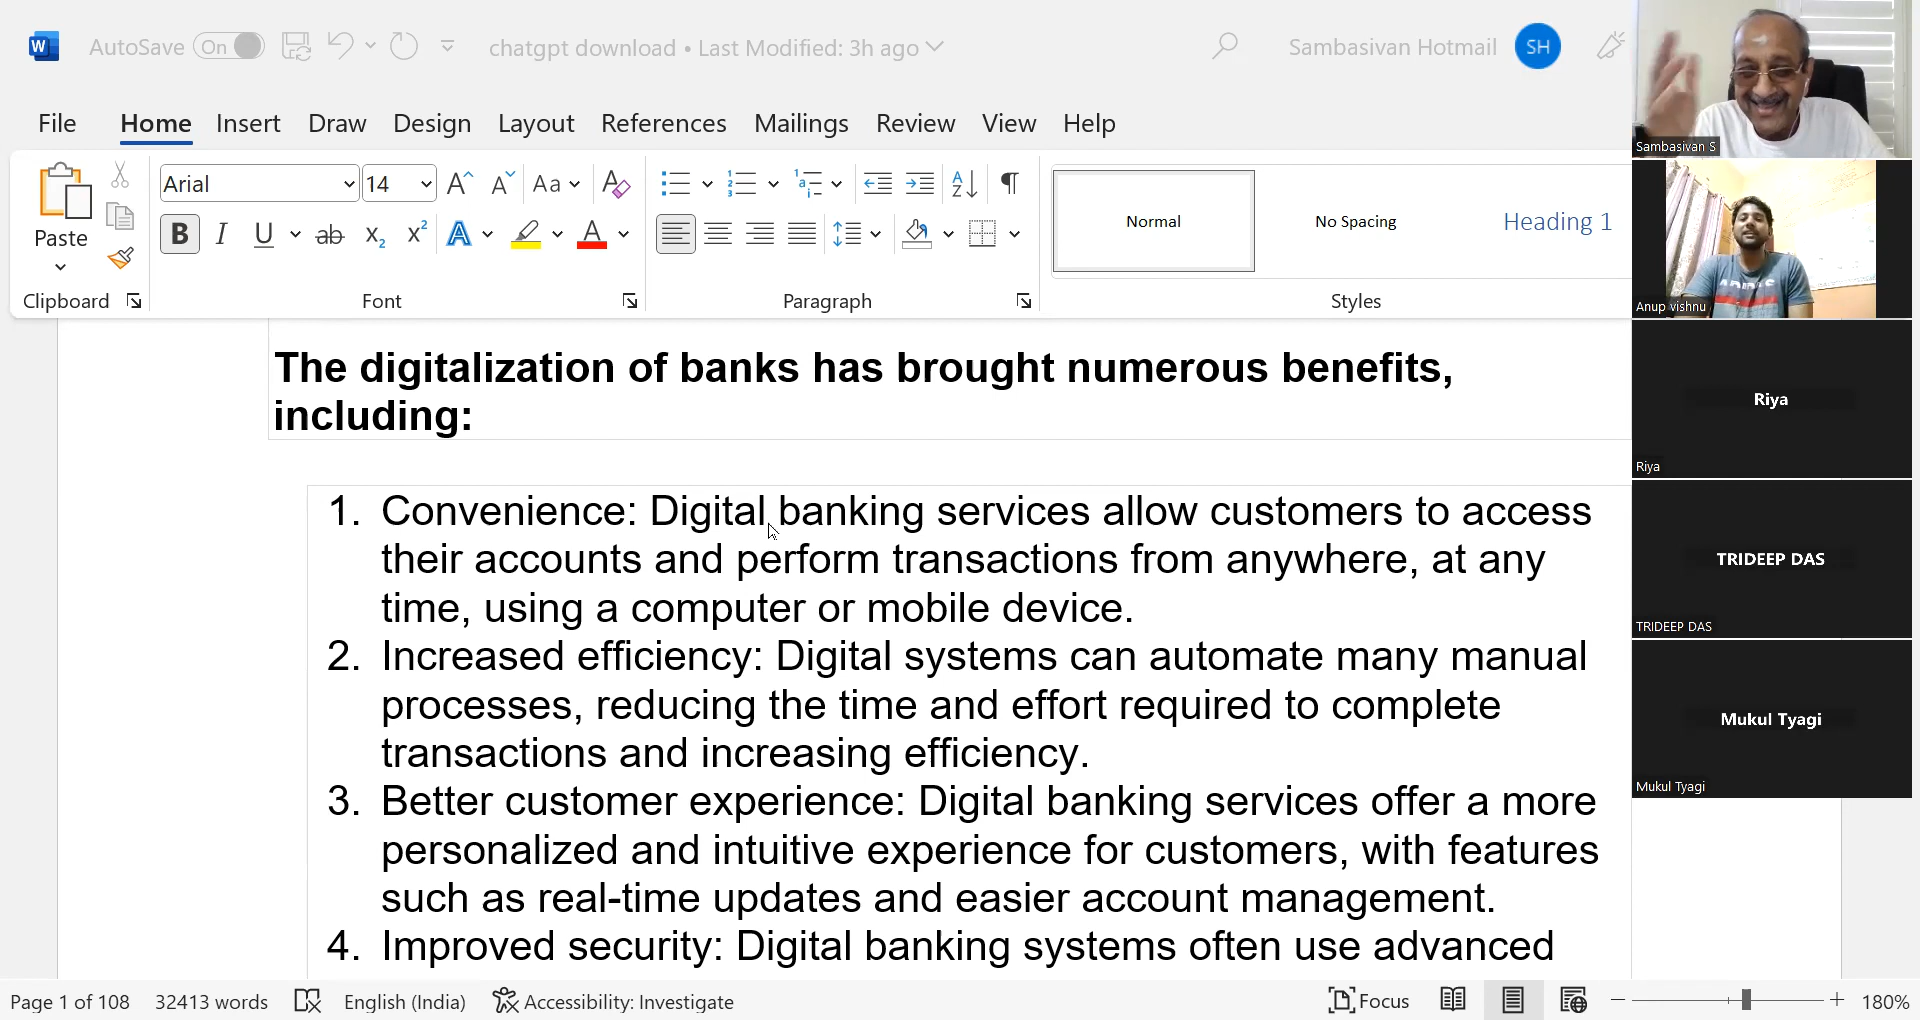 AutoSave On chatgpt download • Last Modified: 3h ago Sambasivan Hotmail SH
File Home Insert Draw Design Layout References Mailings Review View Help
Paste
Clipboard
Arial 14
Font
Paragraph
Normal No Spacing Heading 1
Styles
The digitalization of banks has brought numerous benefits,
including:
1. Convenience: Digital banking services allow customers to access
their accounts and perform transactions from anywhere, at any
time, using a computer or mobile device.
2. Increased efficiency: Digital systems can automate many manual
processes, reducing the time and effort required to complete
transactions and increasing efficiency.
3. Better customer experience: Digital banking services offer a more
personalized and intuitive experience for customers, with features
such as real-time updates and easier account management.
4. Improved security: Digital banking systems often use advanced
Page 1 of 108 32413 words English (India) Accessibility: Investigate Focus 180%
Sambasivan S
Anup vishnu
Riya
Riya
TRIDEEP DAS
TRIDEEP DAS
Mukul Tyagi
Mukul Tyagi